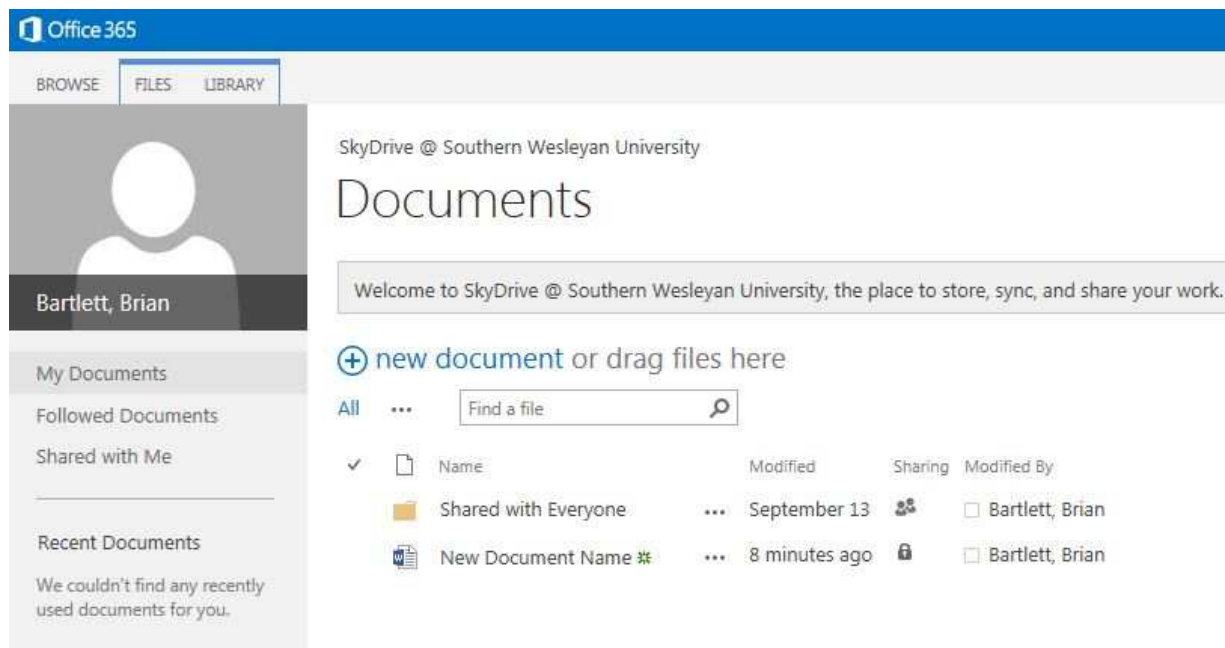 Office 365
BROWSE FILES LIBRARY
SkyDrive @ Southern Wesleyan University
Documents
Bartlett, Brian
Welcome to SkyDrive @ Southern Wesleyan University, the place to store, sync, and share your work.
My Documents
Followed Documents
Shared with Me
Recent Documents
We couldn't find any recently
used documents for you.
new document or drag files here
All ••• Find a file
Name Modified Sharing Modified By
Shared with Everyone ••• September 13 Bartlett, Brian
New Document Name ••• 8 minutes ago Bartlett, Brian